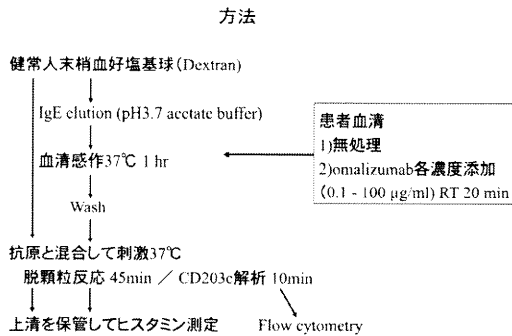 方法
健常人末梢血好塩基球(Dextran)
IgE elution (pH3.7 acctate buffer)
血清感作37℃ 1 hr
患者血清
1)無処理
2)omalizumab各濃度添加
(0.1 - 100 μg/ml) RT 20 min
Wash
抗原と混合して刺激37℃
脱顆粒反応 45min ／ CD203c解析 10min
上清を保管してヒスタミン測定
Flow cytometry